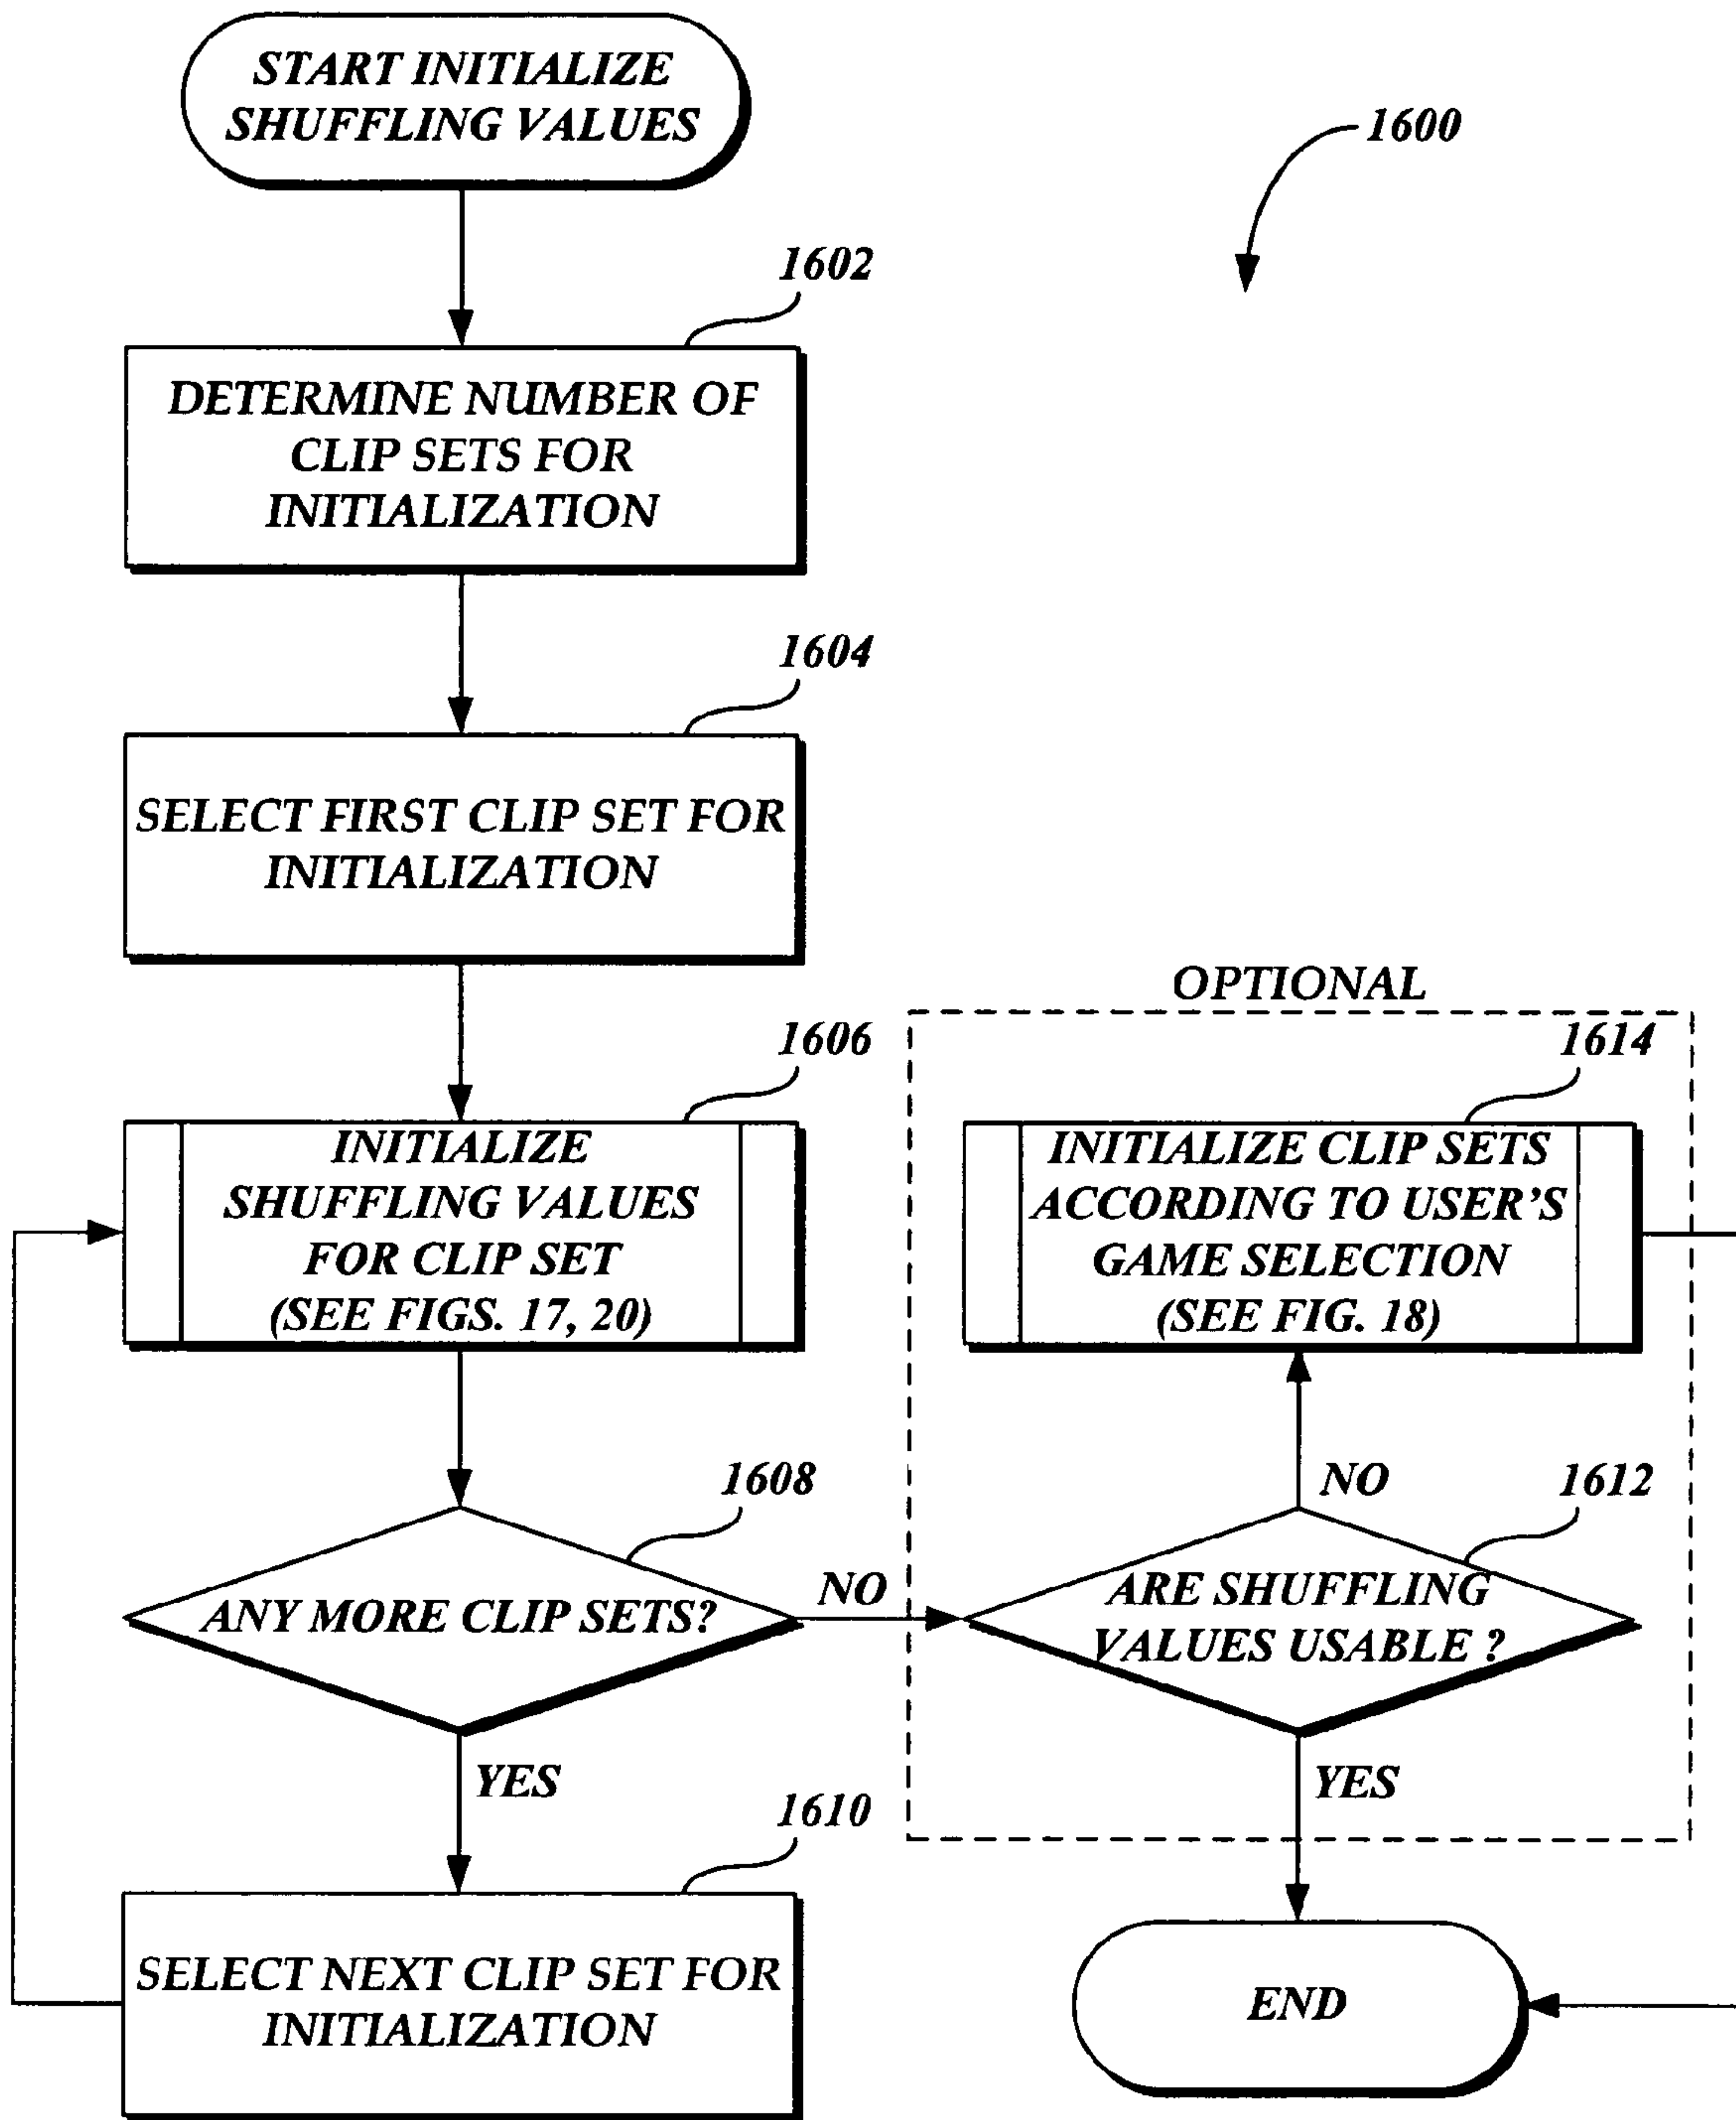 START INITIALIZE
SHUFFLING VALUES
1600
1602
DETERMINE NUMBER OF
CLIP SETS FOR
INITIALIZATION
1604
SELECT FIRST CLIP SET FOR
INITIALIZATION
1606
INITIALIZE
SHUFFLING VALUES
FOR CLIP SET
(SEE FIGS. 17, 20)
1608
ANY MORE CLIP SETS?
NO
YES
1610
SELECT NEXT CLIP SET FOR
INITIALIZATION
OPTIONAL
1614
INITIALIZE CLIP SETS
ACCORDING TO USER'S
GAME SELECTION
(SEE FIG. 18)
NO
1612
ARE SHUFFLING
VALUES USABLE ?
YES
END